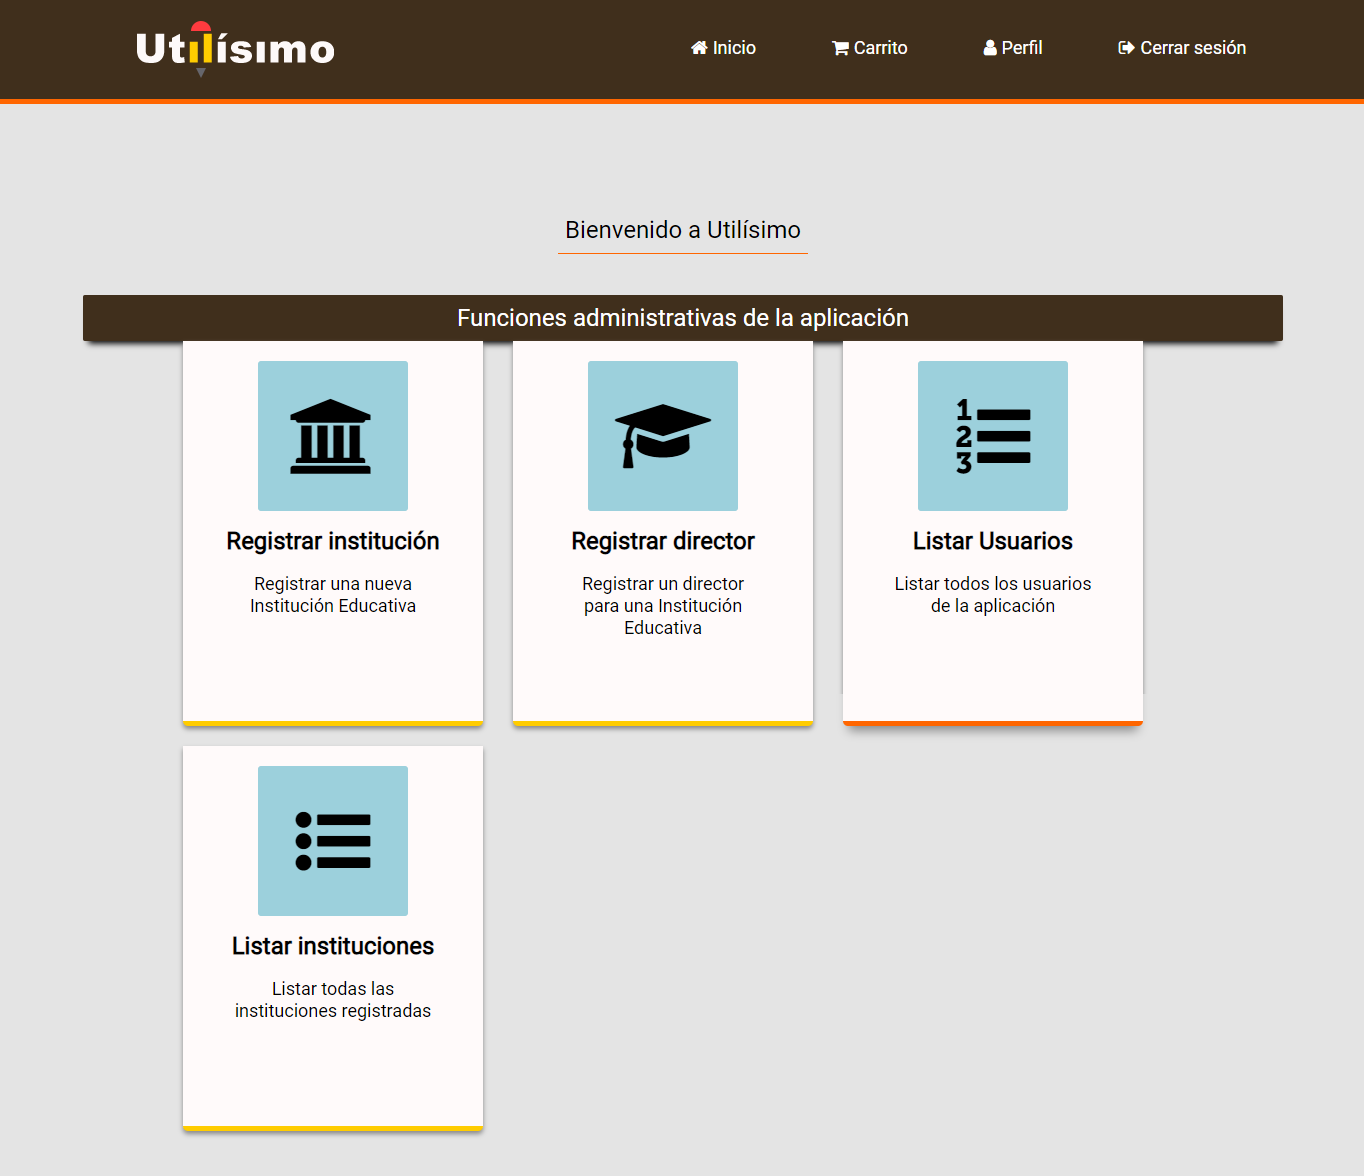 Utilísimo
Inicio
Carrito
Perfil
Cerrar sesión
Bienvenido a Utilísimo
Funciones administrativas de la aplicación
Registrar institución
Registrar una nueva
Institución Educativa
Registrar director
Registrar un director
para una Institución
Educativa
1
2
3
Listar Usuarios
Listar todos los usuarios
de la aplicación
Listar instituciones
Listar todas las
instituciones registradas